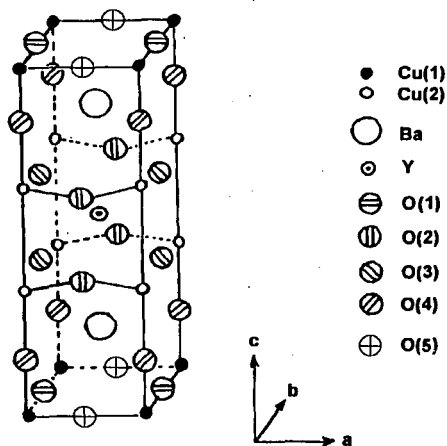 Cu(1)
Cu(2)
Ba
Y
O(1)
O(2)
O(3)
O(4)
O(5)
c
b
a